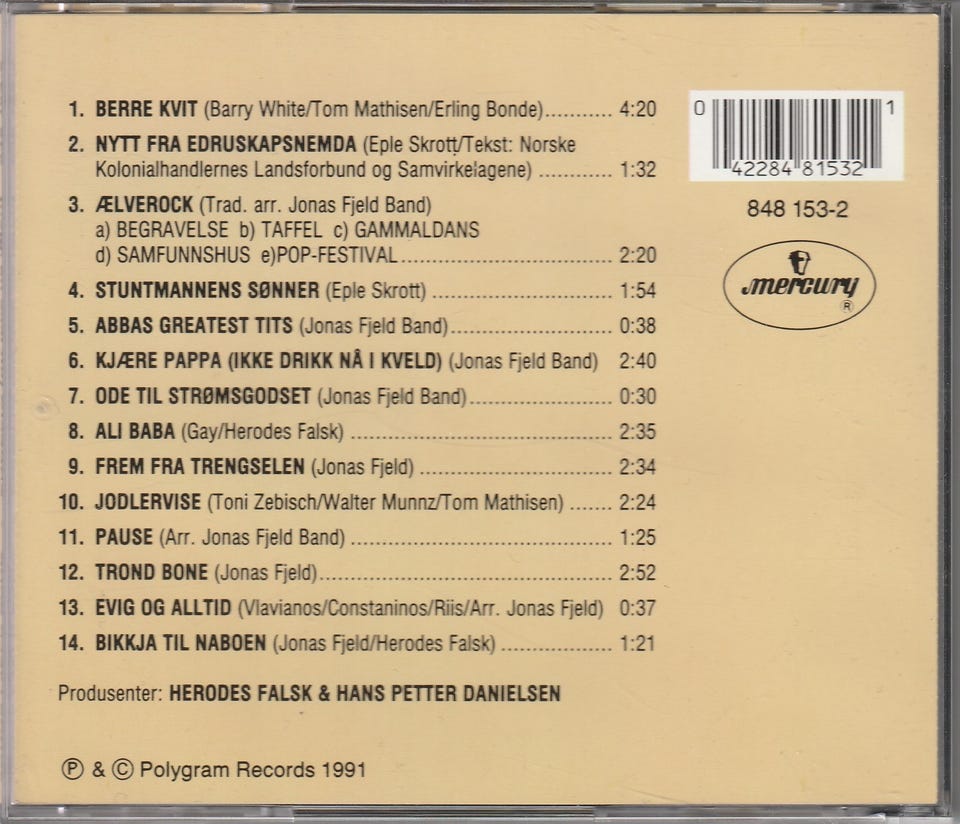 1. BERRE KVIT (Barry White/Tom Mathisen/Erling Bonde)........... 4:20
2. NYTT FRA EDRUSKAPSNEMDA (Eple Skrott/Tekst: Norske
Kolonialhandlernes Landsforbund og Samvirkelagene) ............ 1:32
3. ÆLVEROCK (Trad. arr. Jonas Fjeld Band)
a) BEGRAVELSE b) TAFFEL c) GAMMALDANS
d) SAMFUNNSHUS e)POP-FESTIVAL................................... 2:20
4. STUNTMANNENS SØNNER (Eple Skrott) ............................. 1:54
5. ABBAS GREATEST TITS (Jonas Fjeld Band).......................... 0:38
6. KJÆRE PAPPA (IKKE DRIKK NÅ I KVELD) (Jonas Fjeld Band) 2:40
7. ODE TIL STRØMSGODSET (Jonas Fjeld Band)....................... 0:30
8. ALI BABA (Gay/Herodes Falsk) .......................................... 2:35
9. FREM FRA TRENGSELEN (Jonas Fjeld) ............................... 2:34
10. JODLERVISE (Toni Zebisch/Walter Munnz/Tom Mathisen) ....... 2:24
11. PAUSE (Arr. Jonas Fjeld Band) .......................................... 1:25
12. TROND BONE (Jonas Fjeld)............................................... 2:52
13. EVIG OG ALLTID (Vlavianos/Constaninos/Riis/Arr. Jonas Fjeld) 0:37
14. BIKKJA TIL NABOEN (Jonas Fjeld/Herodes Falsk) .................. 1:21
Produsenter: HERODES FALSK & HANS PETTER DANIELSEN
Ⓟ & © Polygram Records 1991
0 42284 81532 1
848 153-2
mercury ®